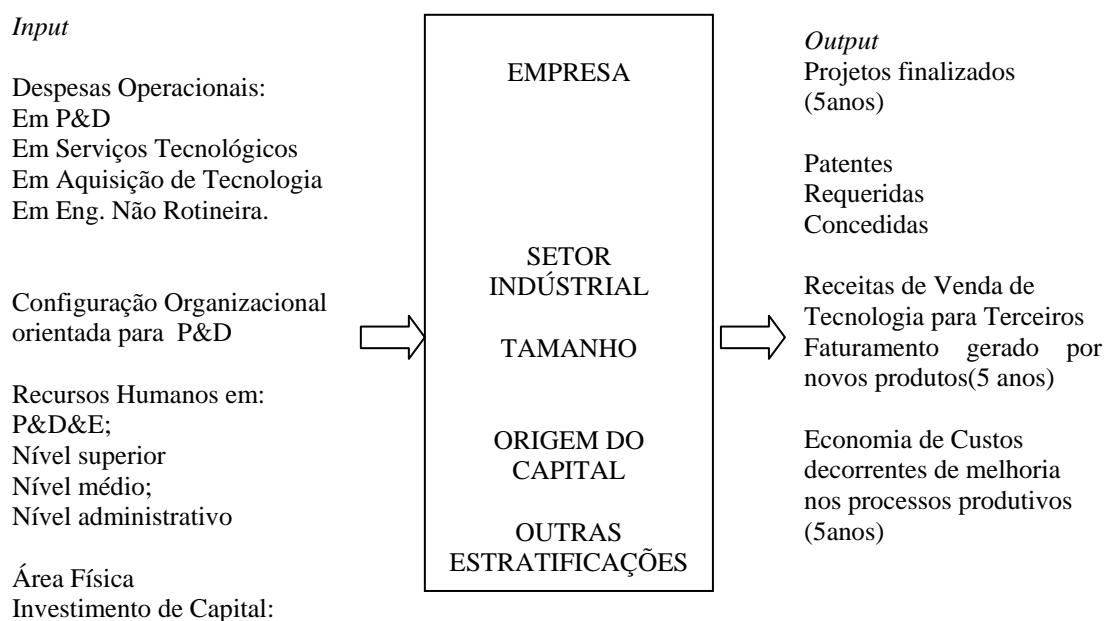 Input
Despesas Operacionais:
Em P&D
Em Serviços Tecnológicos
Em Aquisição de Tecnologia
Em Eng. Não Rotineira.
Configuração Organizacional
orientada para P&D
Recursos Humanos em:
P&D&E;
Nível superior
Nível médio;
Nível administrativo
Área Física
Investimento de Capital:
EMPRESA
SETOR
INDÚSTRIAL
TAMANHO
ORIGEM DO
CAPITAL
OUTRAS
ESTRATIFICAÇÕES
Output
Projetos finalizados
(5anos)
Patentes
Requeridas
Concedidas
Receitas de Venda de
Tecnologia para Terceiros
Faturamento gerado por
novos produtos(5 anos)
Economia de Custos
decorrentes de melhoria
nos processos produtivos
(5anos)